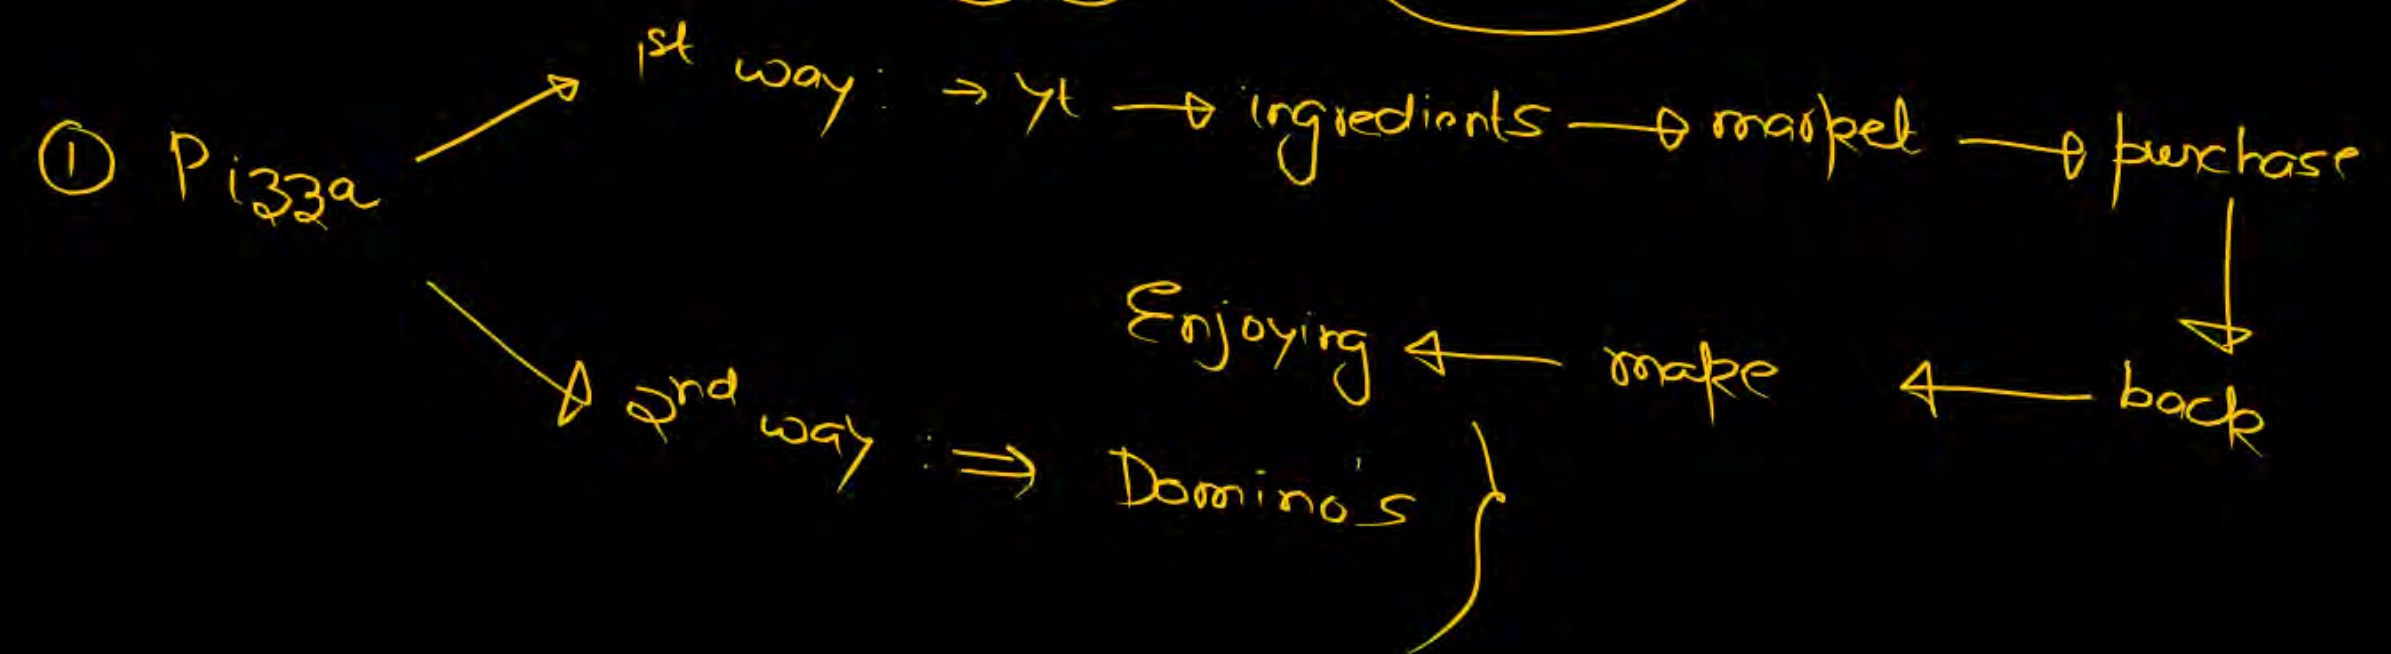 ① Pizza → 1st way: → yt → ingredients → market → purchase
Enjoying ← make ← back
2nd way: ⇒ Domino's }